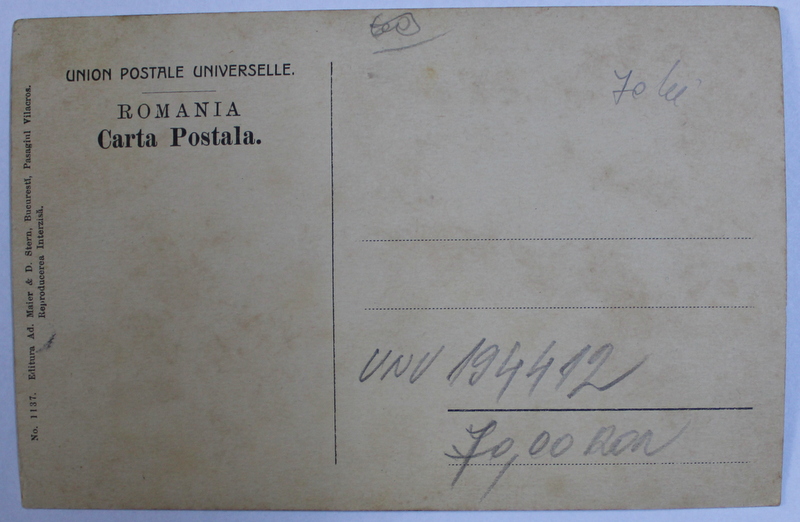 UNION POSTALE UNIVERSELLE.
ROMANIA
Carta Postala.
No. 1137. Editura Ad. Maier & D. Stern, Bucuresti, Pasagiul Vilacros.
Reproducerea Interzisă.
70 lei
UNV 194412
70,00 RON